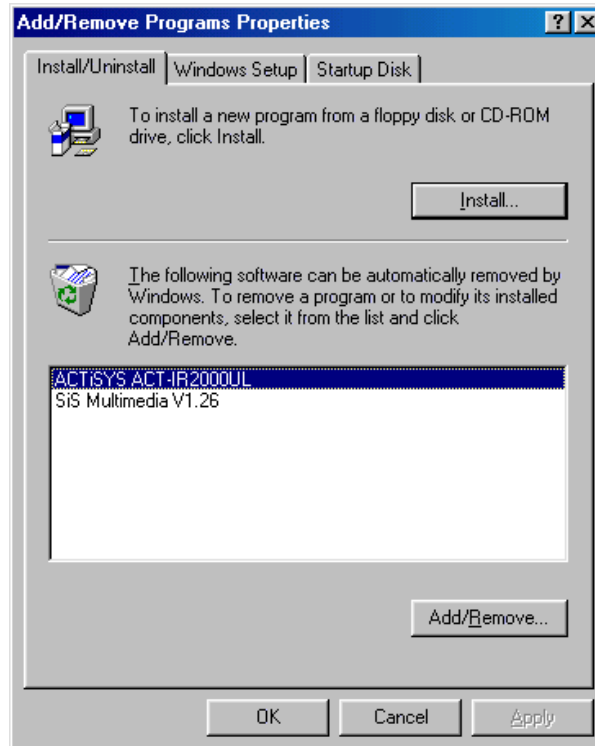 Add/Remove Programs Properties
Install/Uninstall
Windows Setup
Startup Disk
To install a new program from a floppy disk or CD-ROM
drive, click Install.
Install...
The following software can be automatically removed by
Windows. To remove a program or to modify its installed
components, select it from the list and click
Add/Remove.
ACTiSYS ACT-IR2000UL
SiS Multimedia V1.26
Add/Remove...
OK
Cancel
Apply